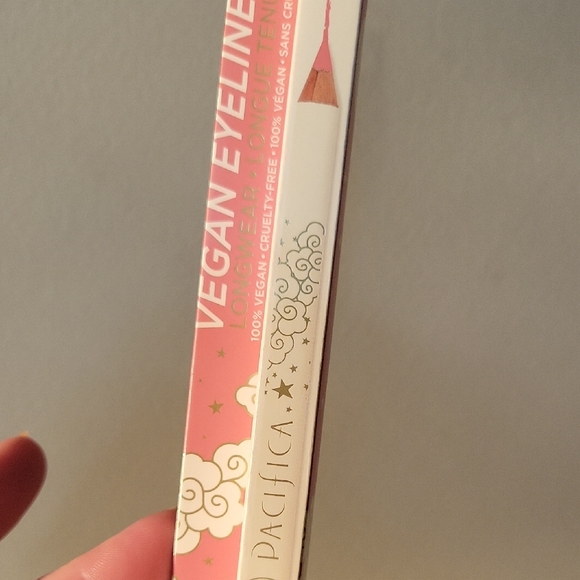 VEGAN EYELINE
LONGWEAR • LONGUE TENU
100% VEGAN • CRUELTY-FREE • 100% VÉGAN • SANS CR
PACIFICA